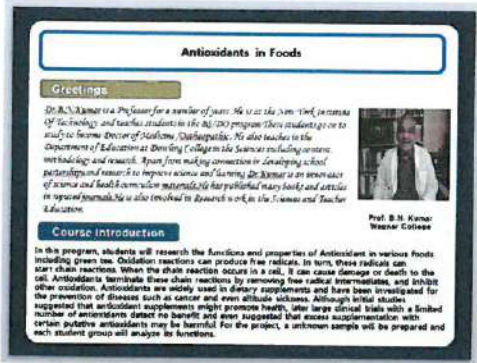 Antioxidants in Foods
Greetings
Dr. B.N. Kumar is a Professor for a number of years. He is at the New York Institute
Of Technology and teaches students in the BS/DO program These students go on to
study to become Doctor of Medicine /Osteopathic. He also teaches in the
Department of Education at Dowling College in the Sciences including content
methodology and research. Apart from making connection in developing school
and research to improve science and learning Dr. Kumar is an
of science and health curriculum materials.He has published many books and articles
in reputed journals.He is also involved in Research work in the Sciences and Teacher
Education.
Prof. B.N. Kumar
Wagner College
Course Introduction
In this program, students will research the functions and properties of Antioxidant in various foods
including green tea. Oxidation reactions can produce free radicals. In turn, these radicals can
start chain reactions. When the chain reaction occurs in a cell, it can cause damage or death to the
cell. Antioxidants terminate these chain reactions by removing free radical intermediates, and inhibit
other oxidation. Antioxidants are widely used in dietary supplements and have been investigated for
the prevention of diseases such as cancer and even altitude sickness. Although initial studies
suggested that antioxidant supplements might promote health, later large clinical trials with a limited
number of antioxidants detect no benefit and even suggested that excess supplementation with
certain putative antioxidants may be harmful. For the project, a unknown sample will be prepared and
each student group will analyze its functions.